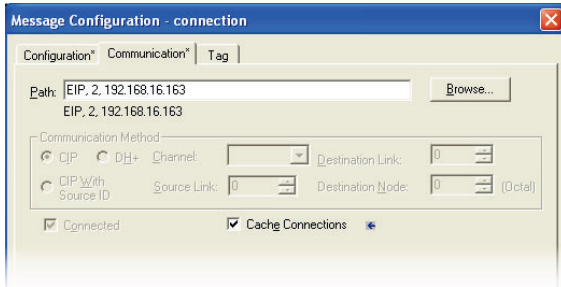 Message Configuration - connection
Configuration* Communication* Tag
Path: EIP, 2, 192.168.16.163 Browse...
EIP, 2, 192.168.16.163
Communication Method
CIP DH+ Channel: Destination Link: 0
CIP With Source ID Source Link: 0 Destination Node: 0 (Octal)
Connected Cache Connections